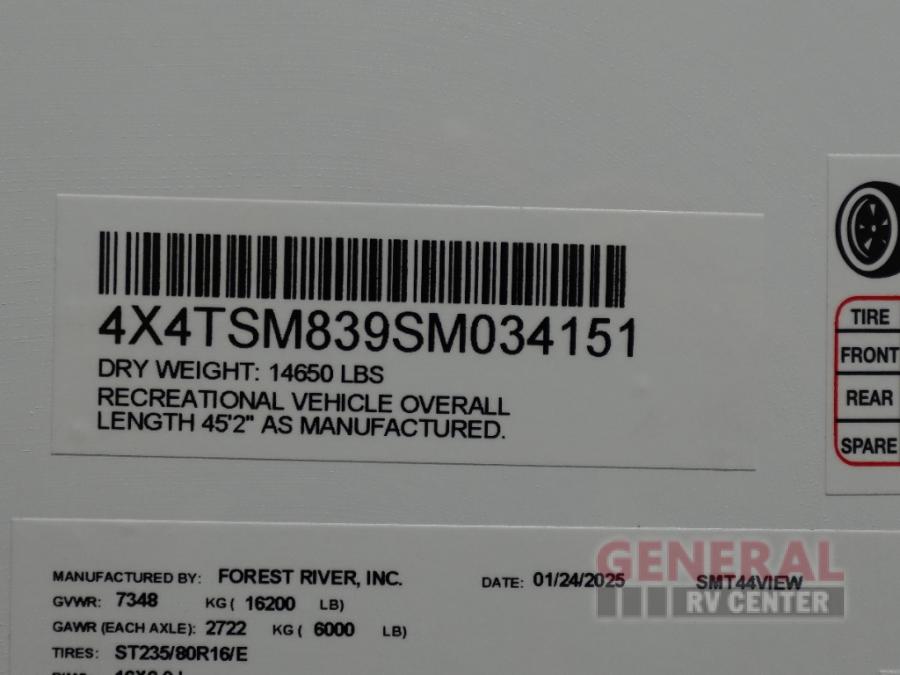 4X4TSM839SM034151
DRY WEIGHT: 14650 LBS
RECREATIONAL VEHICLE OVERALL
LENGTH 45'2" AS MANUFACTURED.
TIRE
FRONT
REAR
SPARE
MANUFACTURED BY: FOREST RIVER, INC. DATE: 01/24/2025 SMT44VIEW
GVWR: 7348 KG ( 16200 LB)
GAWR (EACH AXLE): 2722 KG ( 6000 LB)
TIRES: ST235/80R16/E
GENERAL
RV CENTER